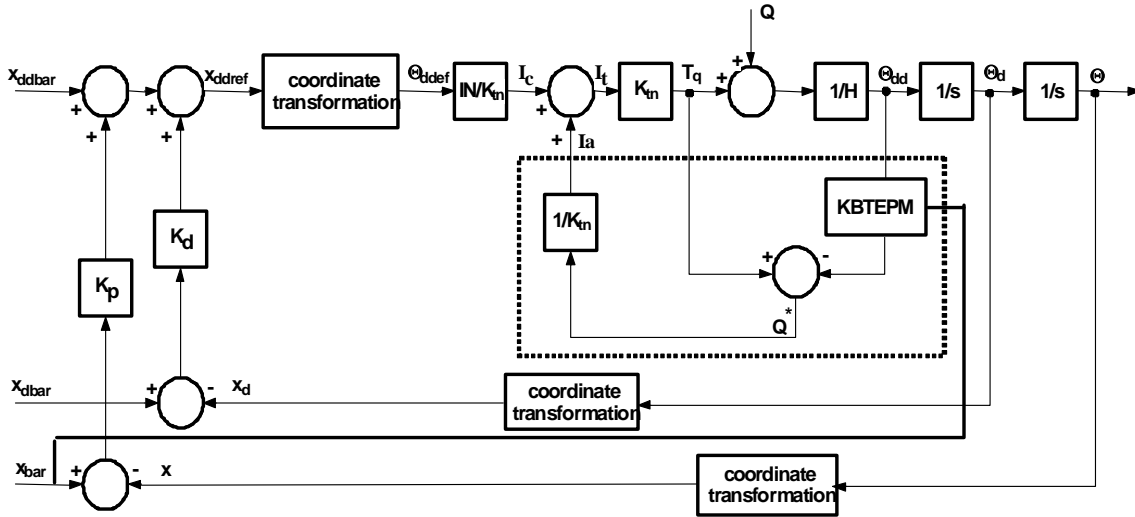 Q
x_ddbar
+
+
+
+
x_ddref
coordinate
transformation
Θ_ddef
IN/K_tn
I_c
+
+
I_t
K_tn
T_q
+
+
1/H
Θ_dd
1/s
Θ_d
1/s
Θ
Ia
1/K_tn
KBTEPM
K_d
+
-
K_p
Q*
x_dbar
+
-
x_d
coordinate
transformation
x_bar
+
-
x
coordinate
transformation